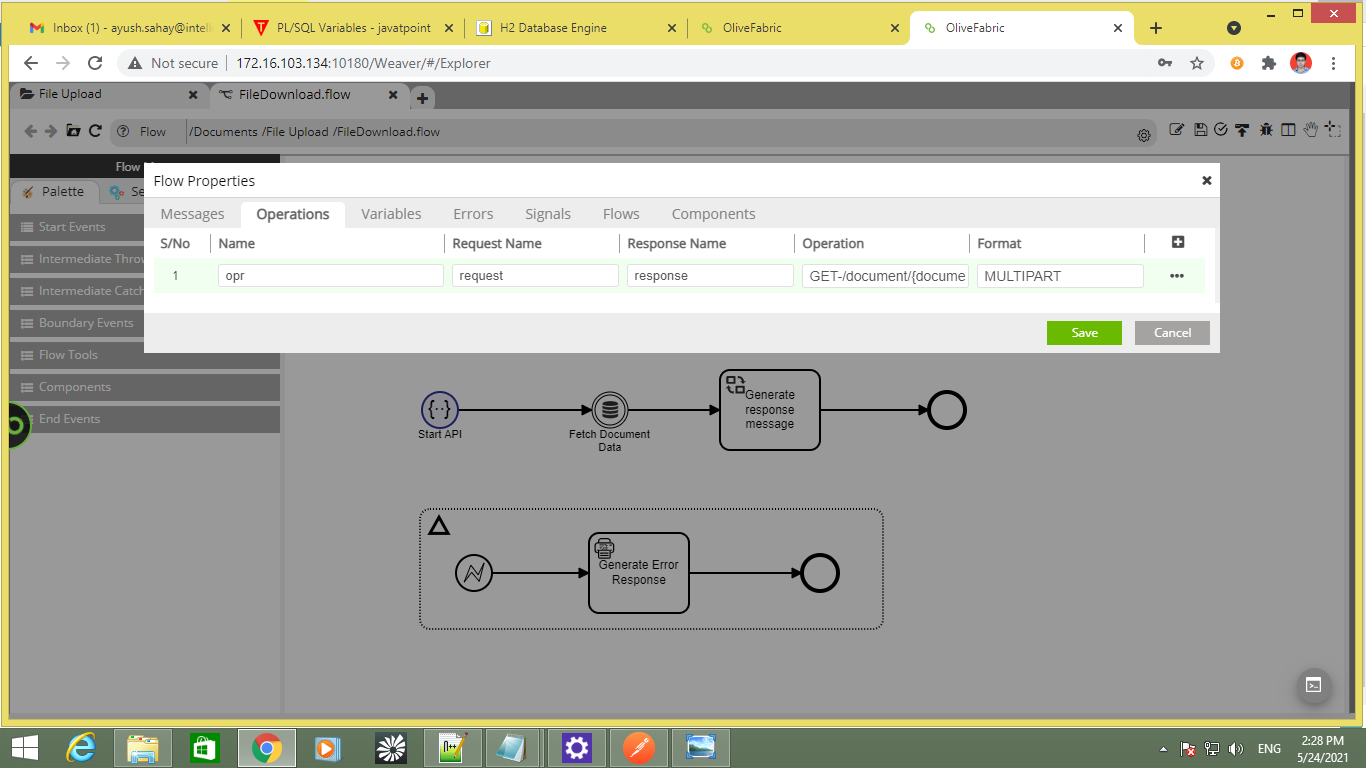 Inbox (1) - ayush.sahay@intelle
PL/SQL Variables - javatpoint
H2 Database Engine
OliveFabric
OliveFabric
Not secure
172.16.103.134:10180/Weaver/#/Explorer
File Upload
FileDownload.flow
Flow
/Documents /File Upload /FileDownload.flow
Flow
Palette
Se
Start Events
Intermediate Throw
Intermediate Catch
Boundary Events
Flow Tools
Components
End Events
Flow Properties
Messages
Operations
Variables
Errors
Signals
Flows
Components
S/No
Name
Request Name
Response Name
Operation
Format
1
opr
request
response
GET-/document/{docume
MULTIPART
Save
Cancel
Start API
Fetch Document
Data
Generate
response
message
Generate Error
Response
ENG
2:28 PM
5/24/2021